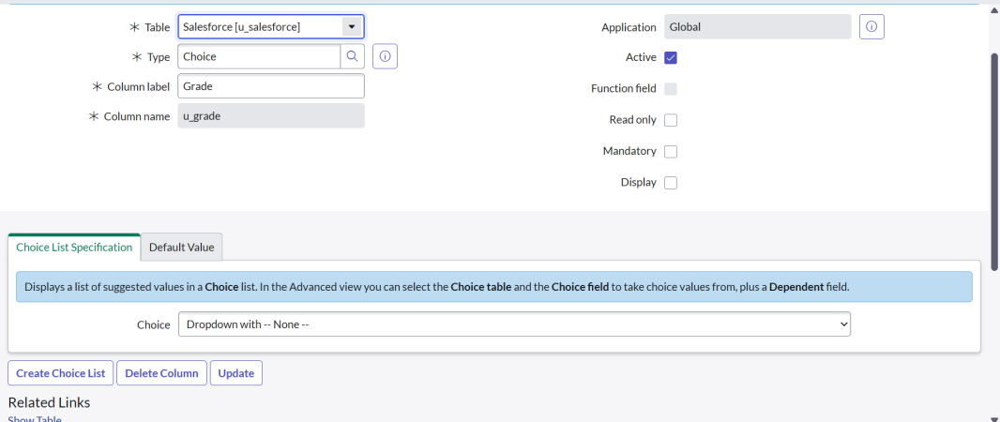 Table Salesforce [u_salesforce]
Type Choice
Column label Grade
Column name u_grade
Application Global
Active
Function field
Read only
Mandatory
Display
Choice List Specification Default Value
Displays a list of suggested values in a Choice list. In the Advanced view you can select the Choice table and the Choice field to take choice values from, plus a Dependent field.
Choice Dropdown with -- None --
Create Choice List Delete Column Update
Related Links
Show Table